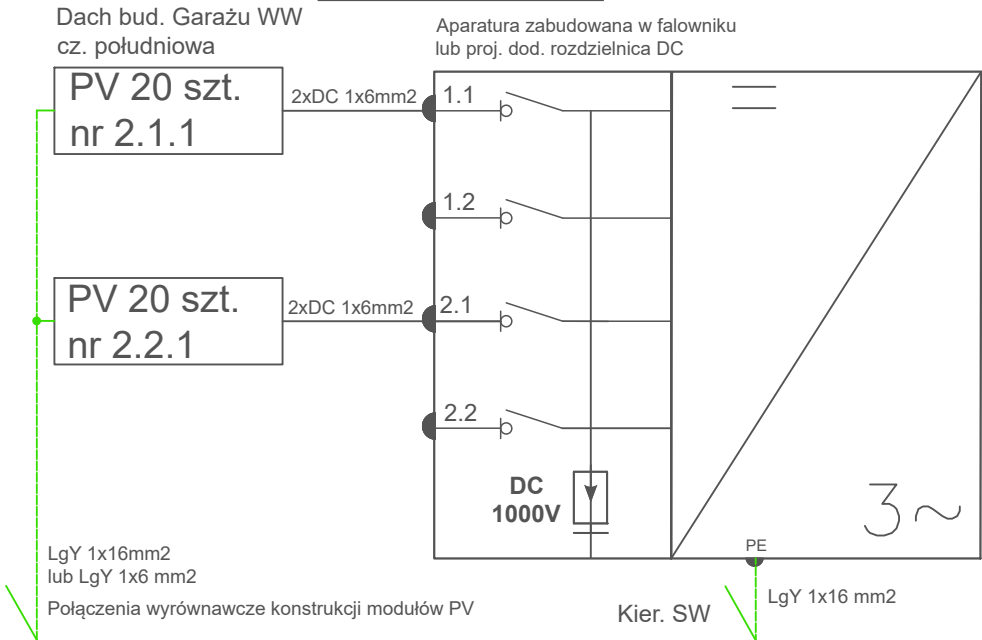 Dach bud. Garażu WW
cz. południowa
Aparatura zabudowana w falowniku
lub proj. dod. rozdzielnica DC
PV 20 szt.
nr 2.1.1
2xDC 1x6mm2
1.1
1.2
PV 20 szt.
nr 2.2.1
2xDC 1x6mm2
2.1
2.2
DC
1000V
3~
PE
LgY 1x16mm2
lub LgY 1x6 mm2
Połączenia wyrównawcze konstrukcji modułów PV
Kier. SW
LgY 1x16 mm2